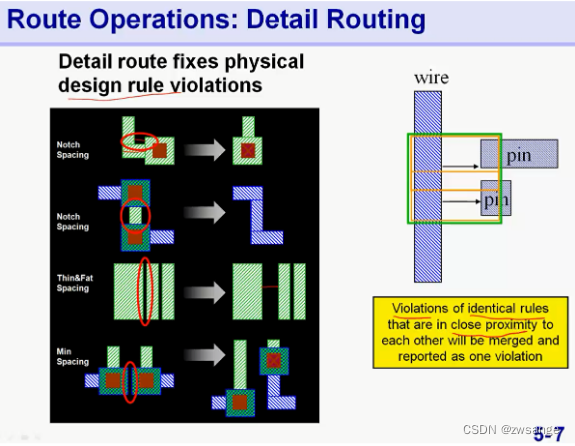 Route Operations: Detail Routing
Detail route fixes physical
design rule violations
Notch
Spacing
Notch
Spacing
Thin&Fat
Spacing
Min
Spacing
wire
pin
pin
Violations of identical rules
that are in close proximity to
each other will be merged and
reported as one violation
5-7